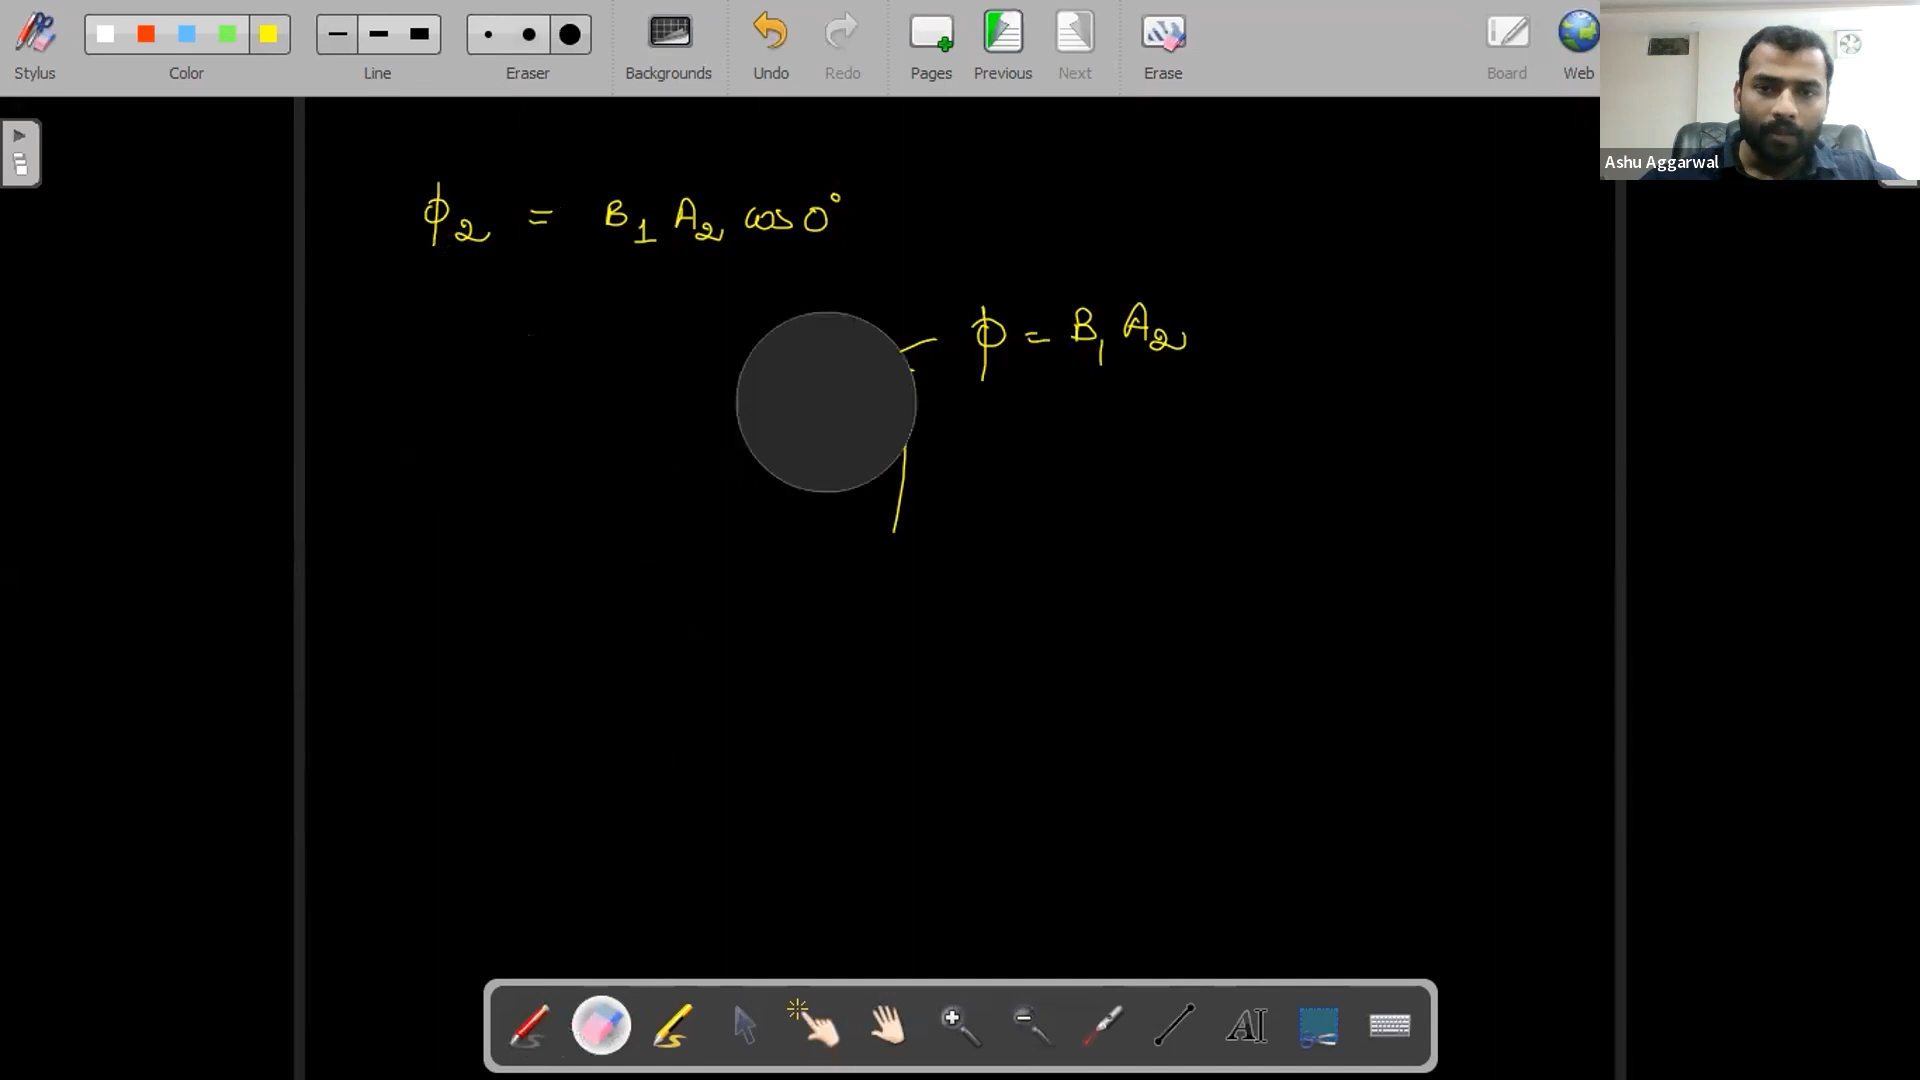 Stylus Color Line Eraser Backgrounds Undo Redo Pages Previous Next Erase Board Web
Ashu Aggarwal
ϕ₂ = B₁ A₂ cos 0°
ϕ = B₁ A₂
AI